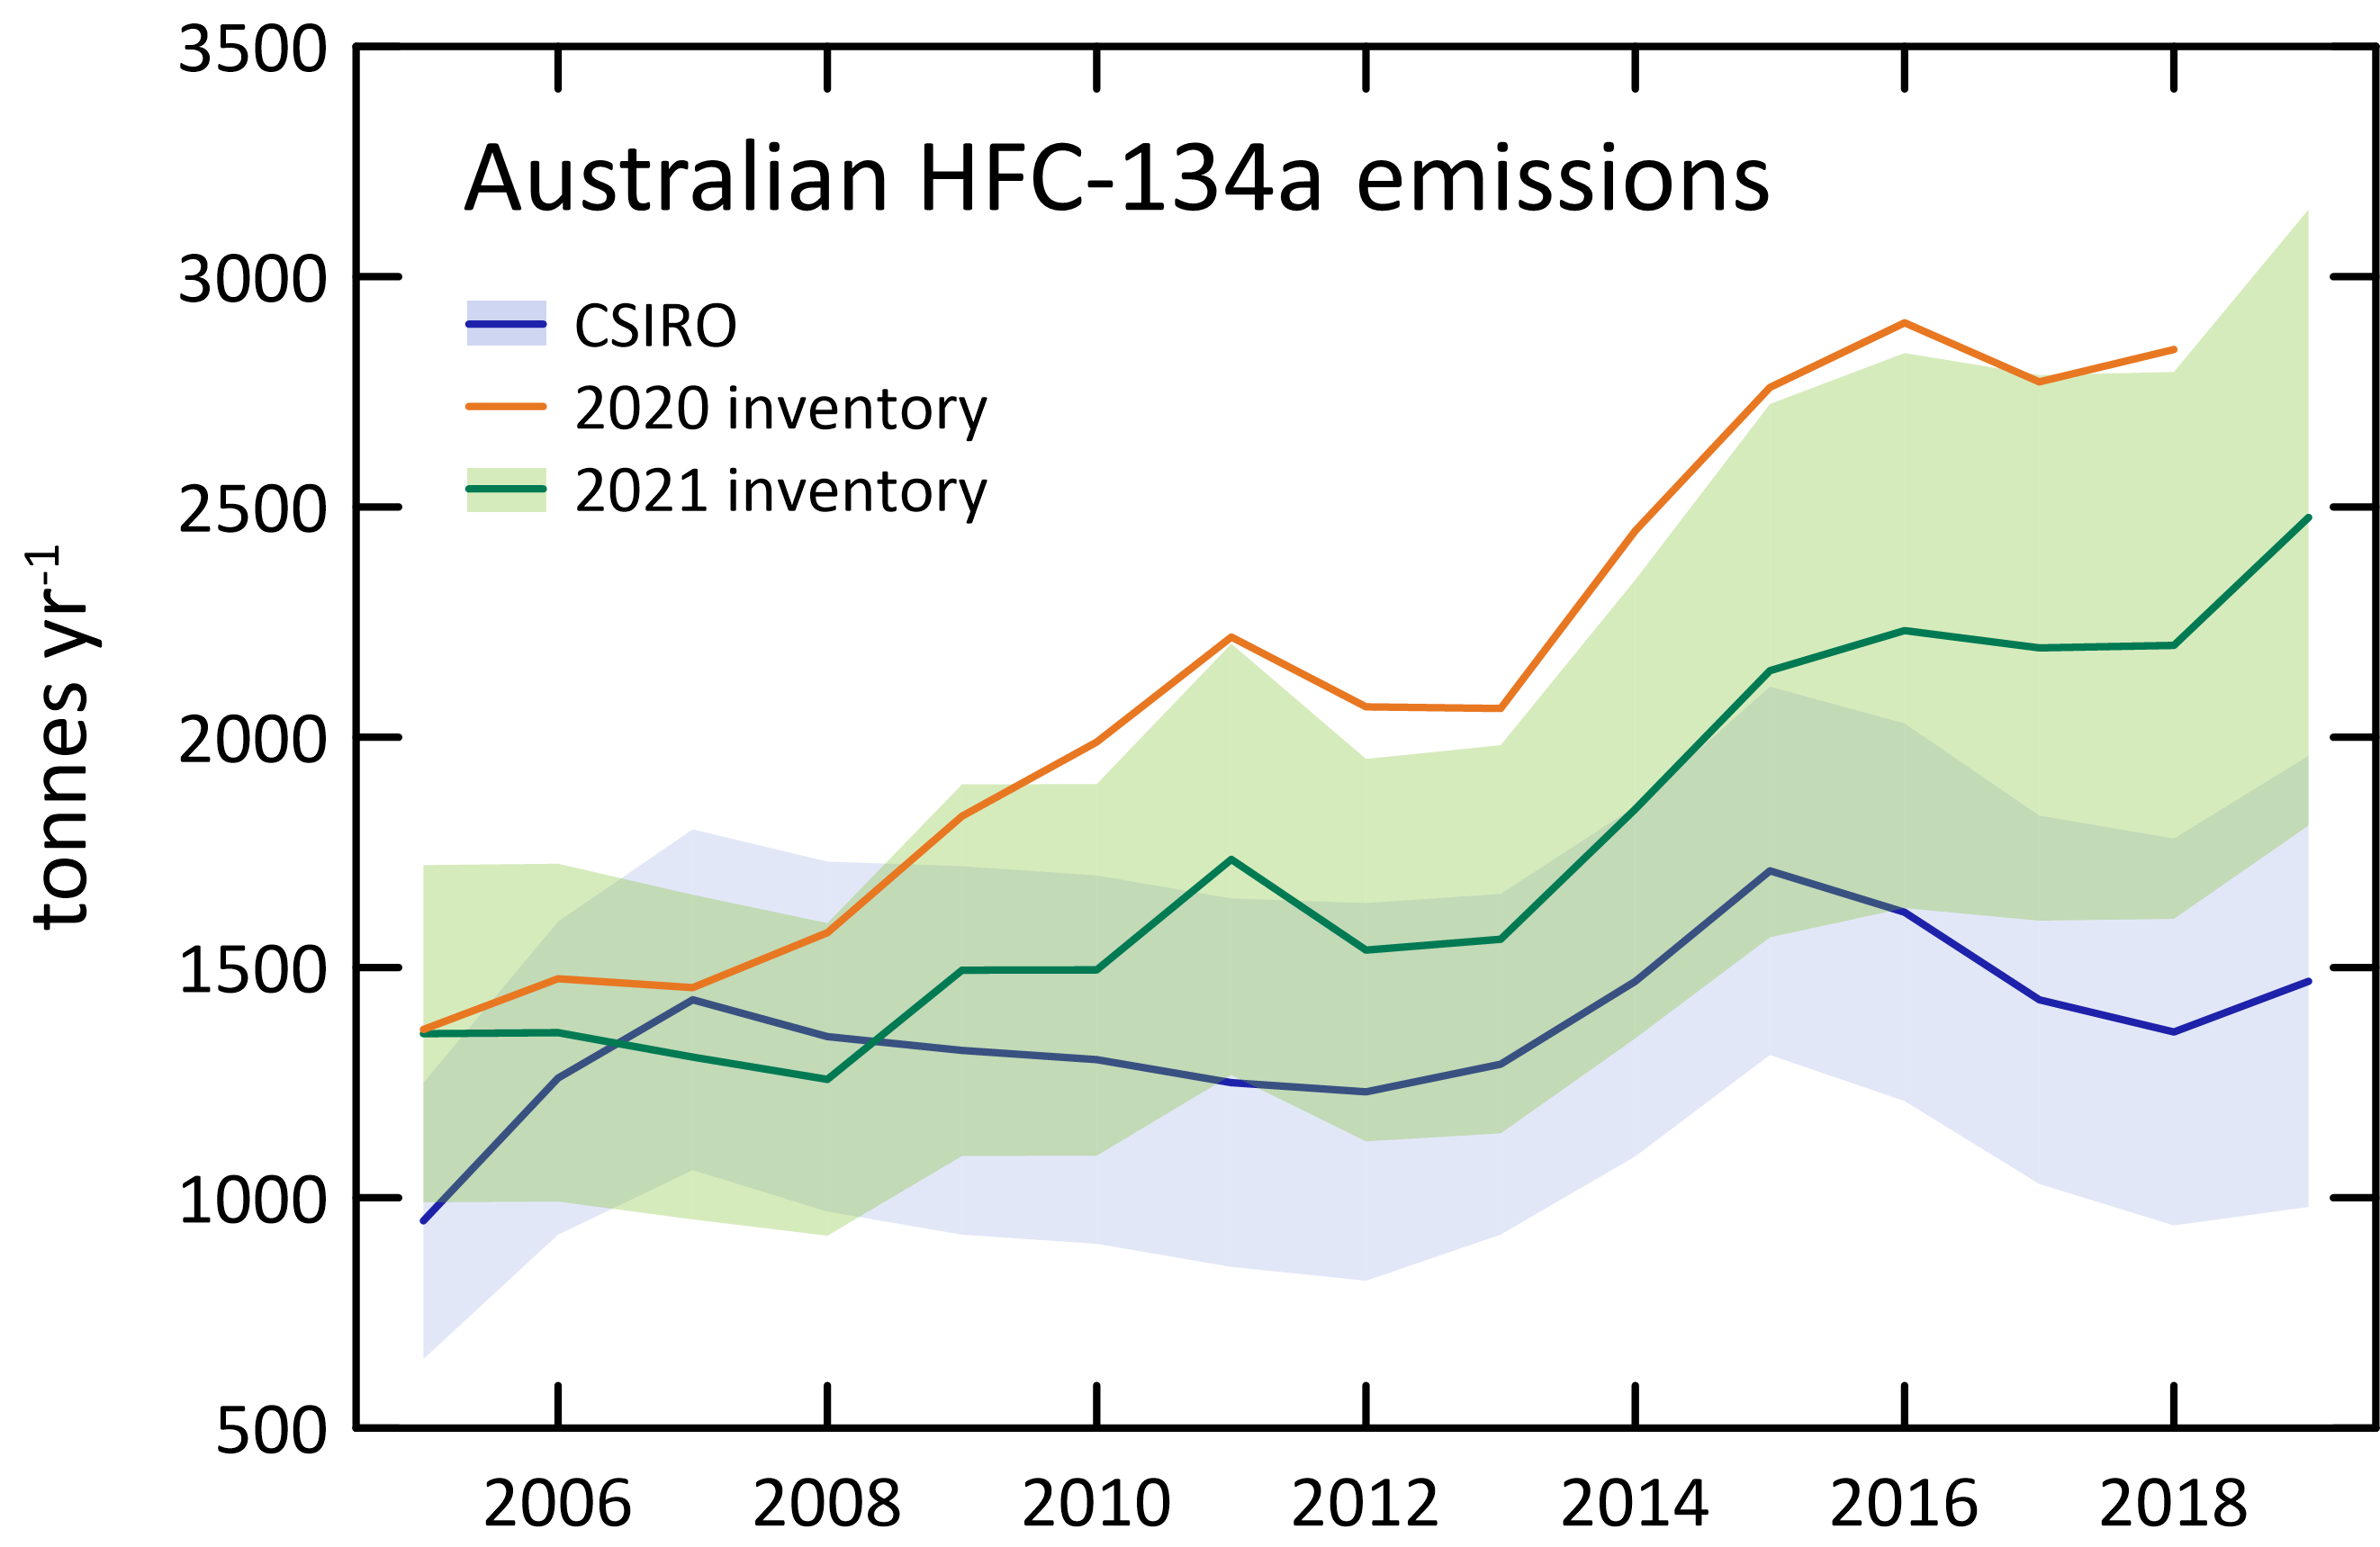 Australian HFC-134a emissions
CSIRO
2020 inventory
2021 inventory
tonnes yr-1
3500
3000
2500
2000
1500
1000
500
2006 2008 2010 2012 2014 2016 2018